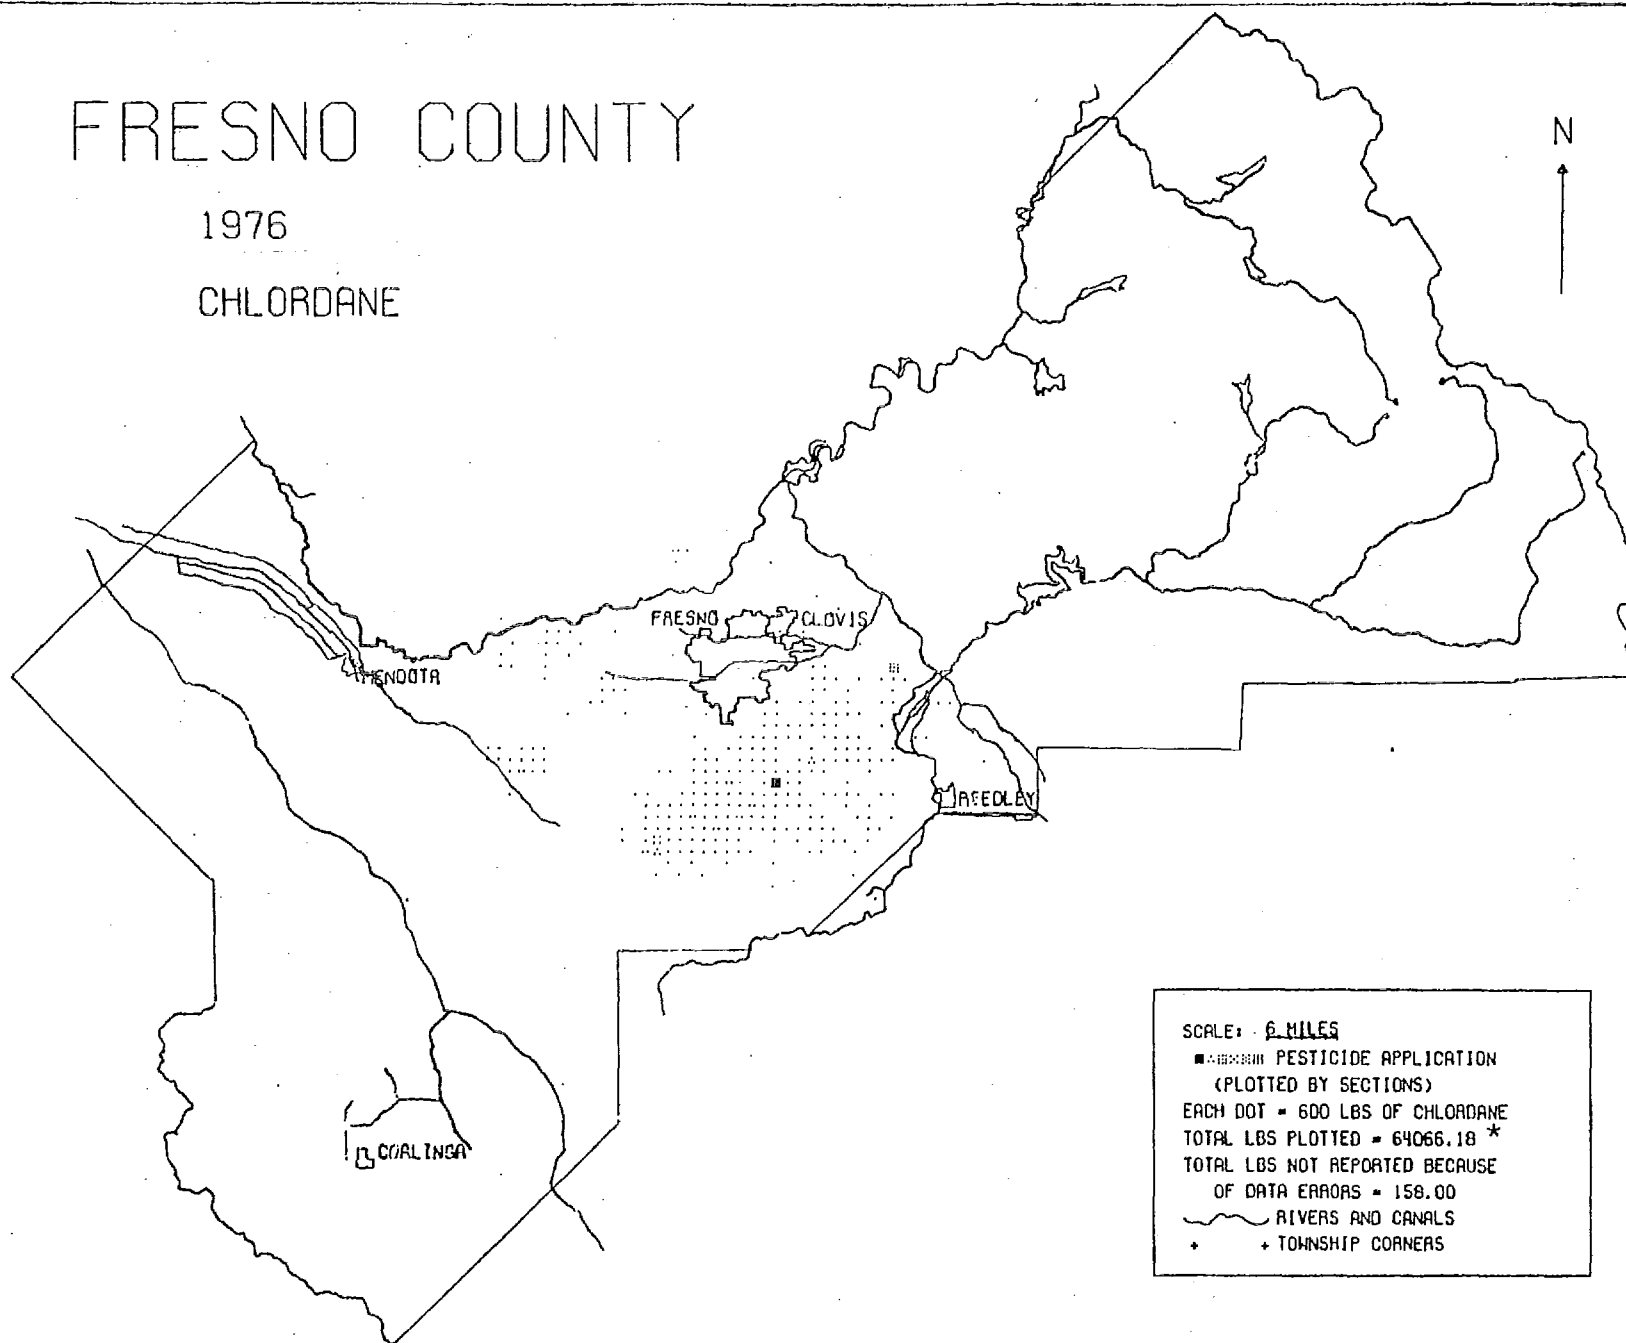 FRESNO COUNTY
1976
CHLORDANE
N
FRESNO
CLOVIS
MENDOTA
REEDLEY
COALINGA
SCALE: 6 MILES
PESTICIDE APPLICATION
(PLOTTED BY SECTIONS)
EACH DOT = 600 LBS OF CHLORDANE
TOTAL LBS PLOTTED = 64066.18 *
TOTAL LBS NOT REPORTED BECAUSE
OF DATA ERRORS = 158.00
RIVERS AND CANALS
+ + TOWNSHIP CORNERS